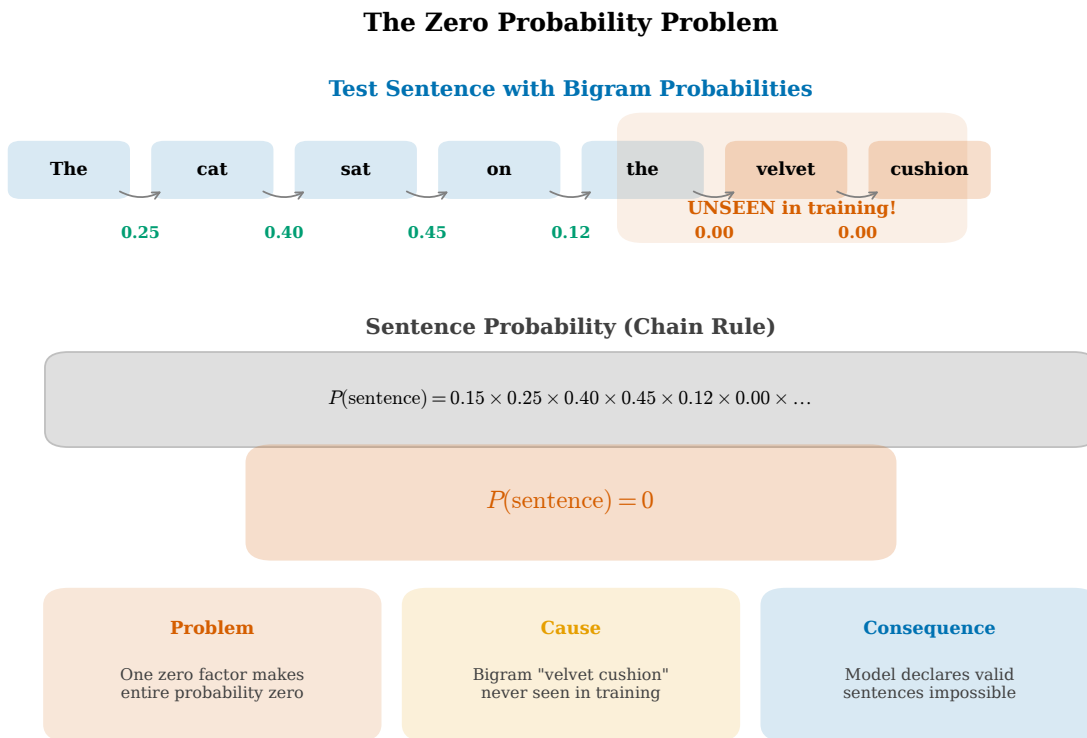 The Zero Probability Problem
Test Sentence with Bigram Probabilities
The cat sat on the velvet cushion
UNSEEN in training!
0.25 0.40 0.45 0.12 0.00 0.00
Sentence Probability (Chain Rule)
P(sentence) = 0.15 × 0.25 × 0.40 × 0.45 × 0.12 × 0.00 × …
P(sentence) = 0
Problem
One zero factor makes
entire probability zero
Cause
Bigram "velvet cushion"
never seen in training
Consequence
Model declares valid
sentences impossible